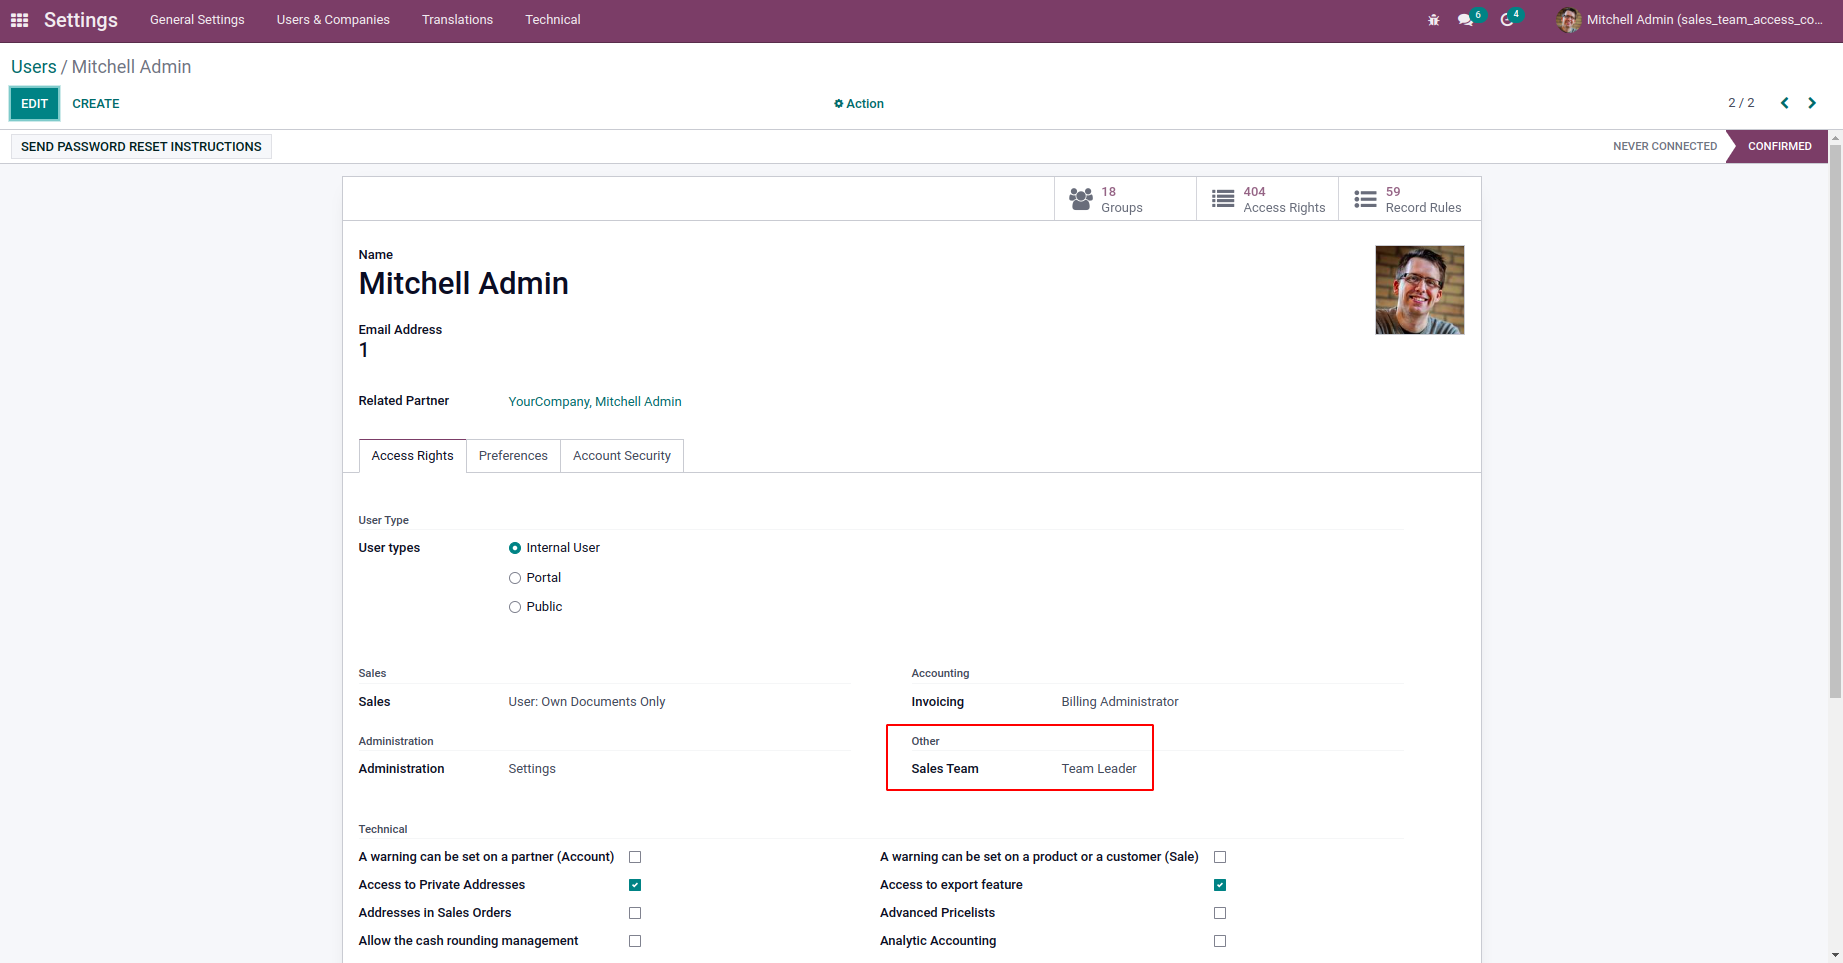 Settings General Settings Users & Companies Translations Technical 6 4 Mitchell Admin (sales_team_access_co...
Users / Mitchell Admin
EDIT CREATE Action 2 / 2
SEND PASSWORD RESET INSTRUCTIONS NEVER CONNECTED CONFIRMED
18 404 59
Groups Access Rights Record Rules
Name
Mitchell Admin
Email Address
1
Related Partner YourCompany, Mitchell Admin
Access Rights Preferences Account Security
User Type
User types Internal User
Portal
Public
Sales Accounting
Sales User: Own Documents Only Invoicing Billing Administrator
Administration Other
Administration Settings Sales Team Team Leader
Technical
A warning can be set on a partner (Account) A warning can be set on a product or a customer (Sale)
Access to Private Addresses Access to export feature
Addresses in Sales Orders Advanced Pricelists
Allow the cash rounding management Analytic Accounting